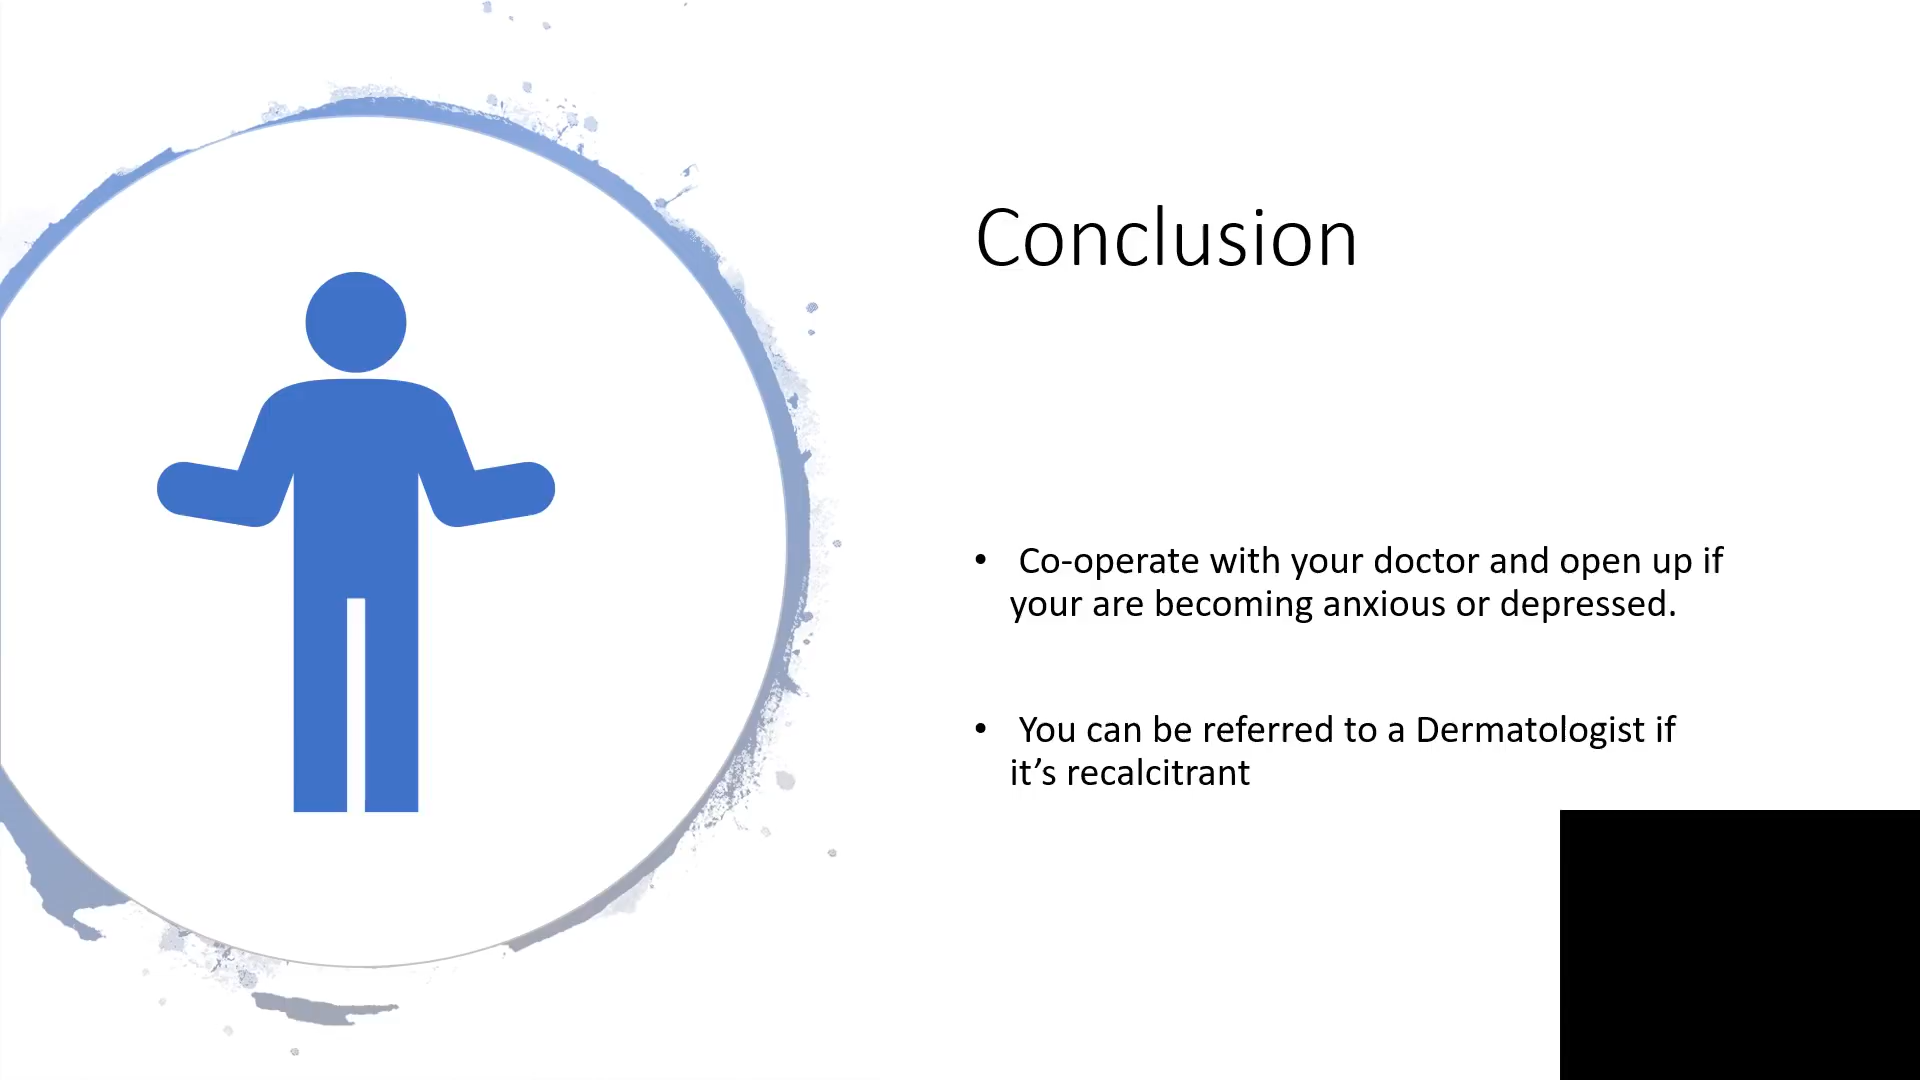 Conclusion
• Co-operate with your doctor and open up if
your are becoming anxious or depressed.
• You can be referred to a Dermatologist if
it’s recalcitrant